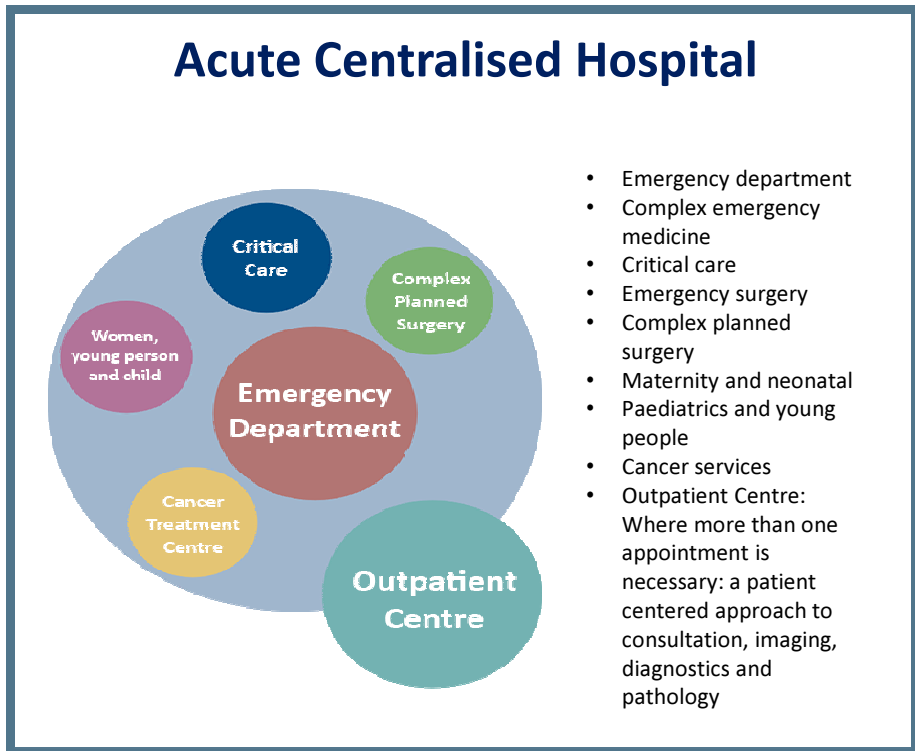 Acute Centralised Hospital
Critical
Care
Complex
Planned
Surgery
Women,
young person
and child
Emergency
Department
Cancer
Treatment
Centre
Outpatient
Centre
• Emergency department
• Complex emergency
medicine
• Critical care
• Emergency surgery
• Complex planned
surgery
• Maternity and neonatal
• Paediatrics and young
people
• Cancer services
• Outpatient Centre:
Where more than one
appointment is
necessary: a patient
centered approach to
consultation, imaging,
diagnostics and
pathology